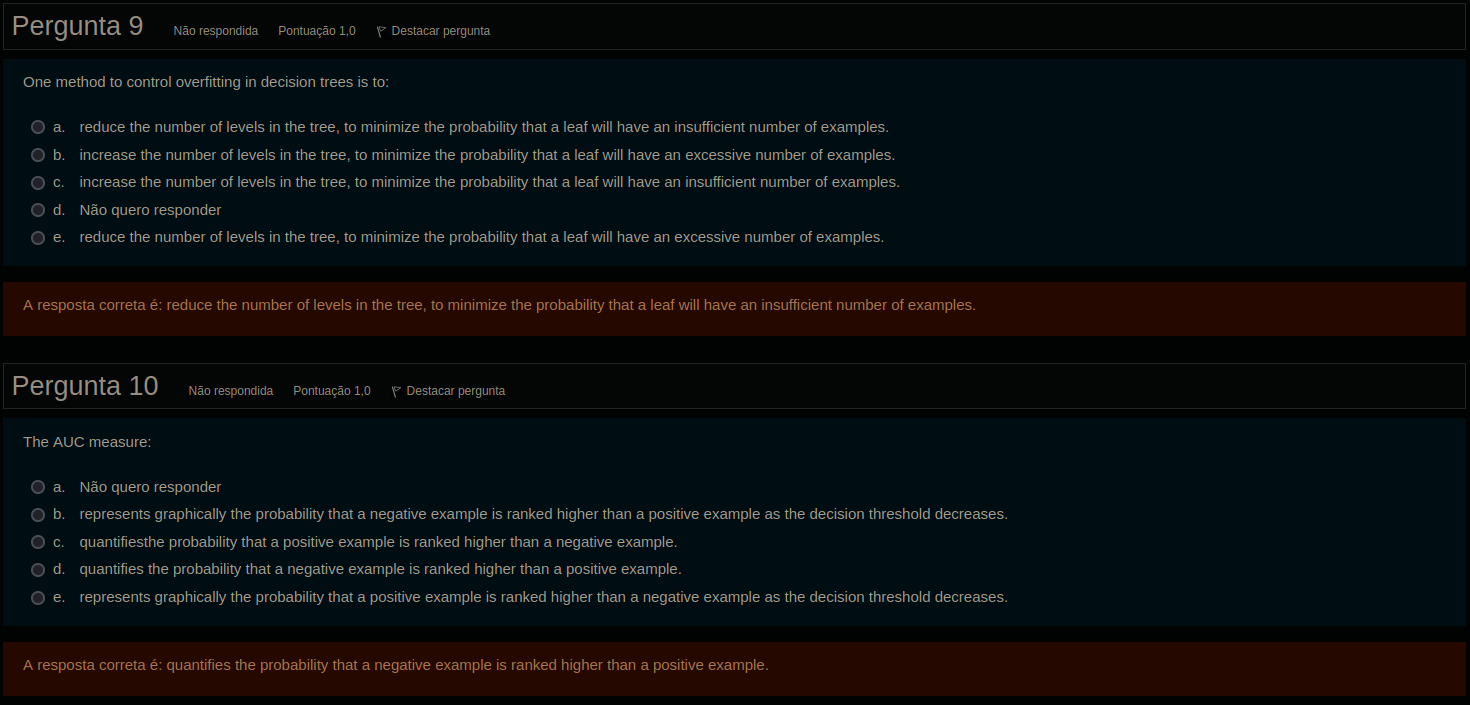 Pergunta 9 Não respondida Pontuação 1,0 Destacar pergunta
One method to control overfitting in decision trees is to:
a. reduce the number of levels in the tree, to minimize the probability that a leaf will have an insufficient number of examples.
b. increase the number of levels in the tree, to minimize the probability that a leaf will have an excessive number of examples.
c. increase the number of levels in the tree, to minimize the probability that a leaf will have an insufficient number of examples.
d. Não quero responder
e. reduce the number of levels in the tree, to minimize the probability that a leaf will have an excessive number of examples.
A resposta correta é: reduce the number of levels in the tree, to minimize the probability that a leaf will have an insufficient number of examples.
Pergunta 10 Não respondida Pontuação 1,0 Destacar pergunta
The AUC measure:
a. Não quero responder
b. represents graphically the probability that a negative example is ranked higher than a positive example as the decision threshold decreases.
c. quantifiesthe probability that a positive example is ranked higher than a negative example.
d. quantifies the probability that a negative example is ranked higher than a positive example.
e. represents graphically the probability that a positive example is ranked higher than a negative example as the decision threshold decreases.
A resposta correta é: quantifies the probability that a negative example is ranked higher than a positive example.